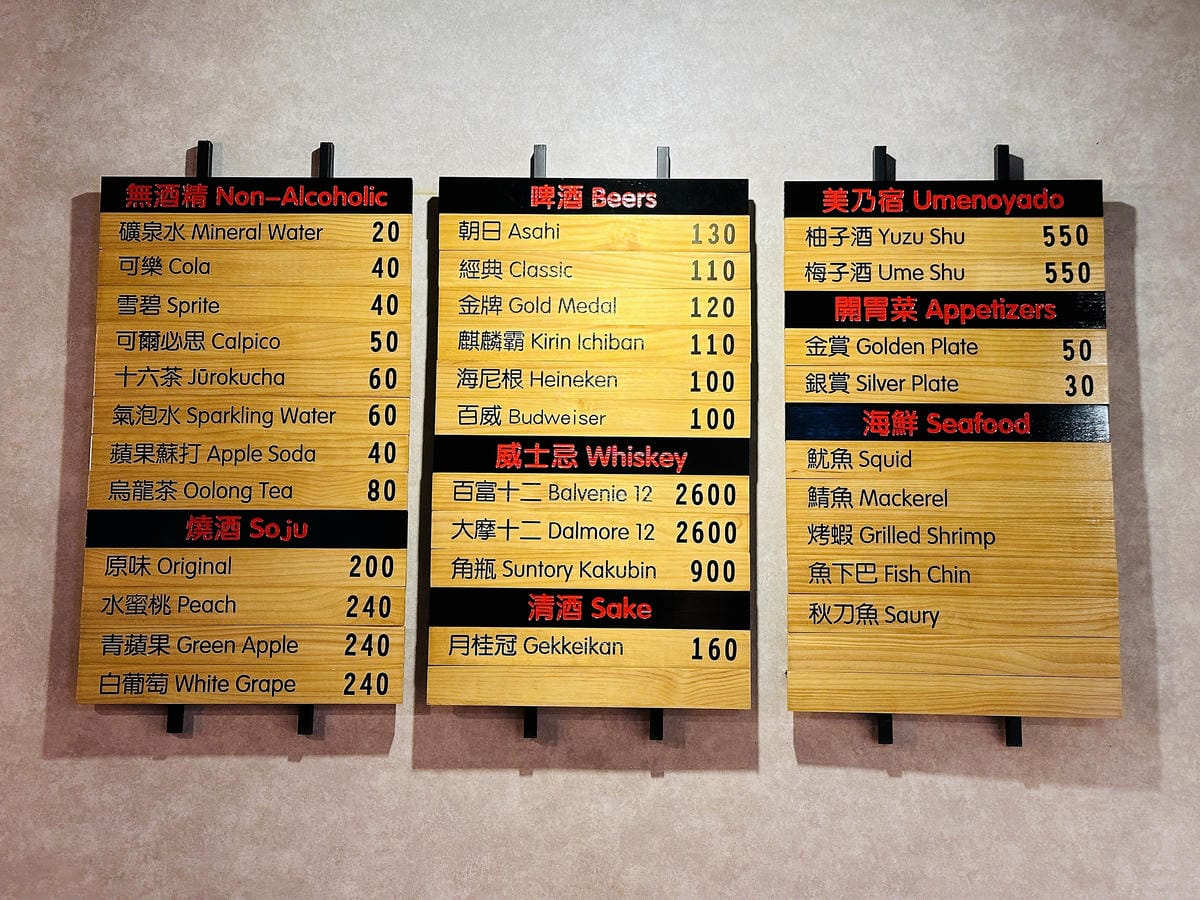 無酒精 Non-Alcoholic
礦泉水 Mineral Water 20
可樂 Cola 40
雪碧 Sprite 40
可爾必思 Calpico 50
十六茶 Jūrokucha 60
氣泡水 Sparkling Water 60
蘋果蘇打 Apple Soda 40
烏龍茶 Oolong Tea 80
燒酒 Soju
原味 Original 200
水蜜桃 Peach 240
青蘋果 Green Apple 240
白葡萄 White Grape 240
啤酒 Beers
朝日 Asahi 130
經典 Classic 110
金牌 Gold Medal 120
麒麟霸 Kirin Ichiban 110
海尼根 Heineken 100
百威 Budweiser 100
威士忌 Whiskey
百富十二 Balvenie 12 2600
大摩十二 Dalmore 12 2600
角瓶 Suntory Kakubin 900
清酒 Sake
月桂冠 Gekkeikan 160
美乃宿 Umenoyado
柚子酒 Yuzu Shu 550
梅子酒 Ume Shu 550
開胃菜 Appetizers
金賞 Golden Plate 50
銀賞 Silver Plate 30
海鮮 Seafood
魷魚 Squid
鯖魚 Mackerel
烤蝦 Grilled Shrimp
魚下巴 Fish Chin
秋刀魚 Saury